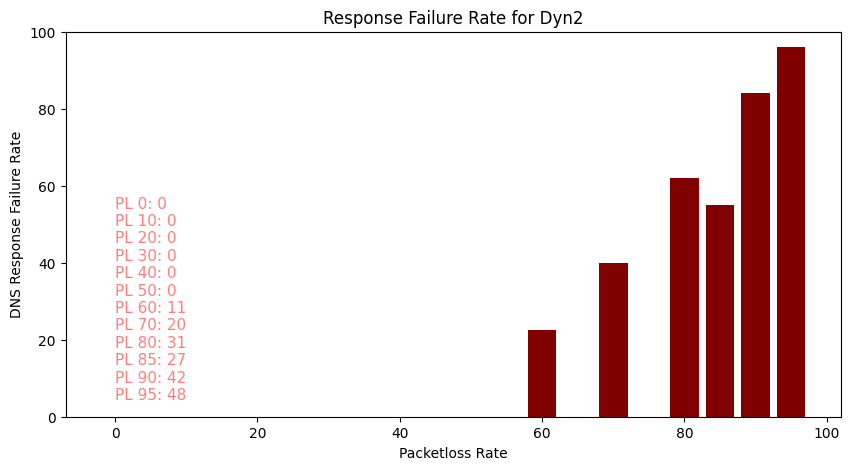 Response Failure Rate for Dyn2
100
80
60
40
20
0
DNS Response Failure Rate
PL 0: 0
PL 10: 0
PL 20: 0
PL 30: 0
PL 40: 0
PL 50: 0
PL 60: 11
PL 70: 20
PL 80: 31
PL 85: 27
PL 90: 42
PL 95: 48
0 20 40 60 80 100
Packetloss Rate